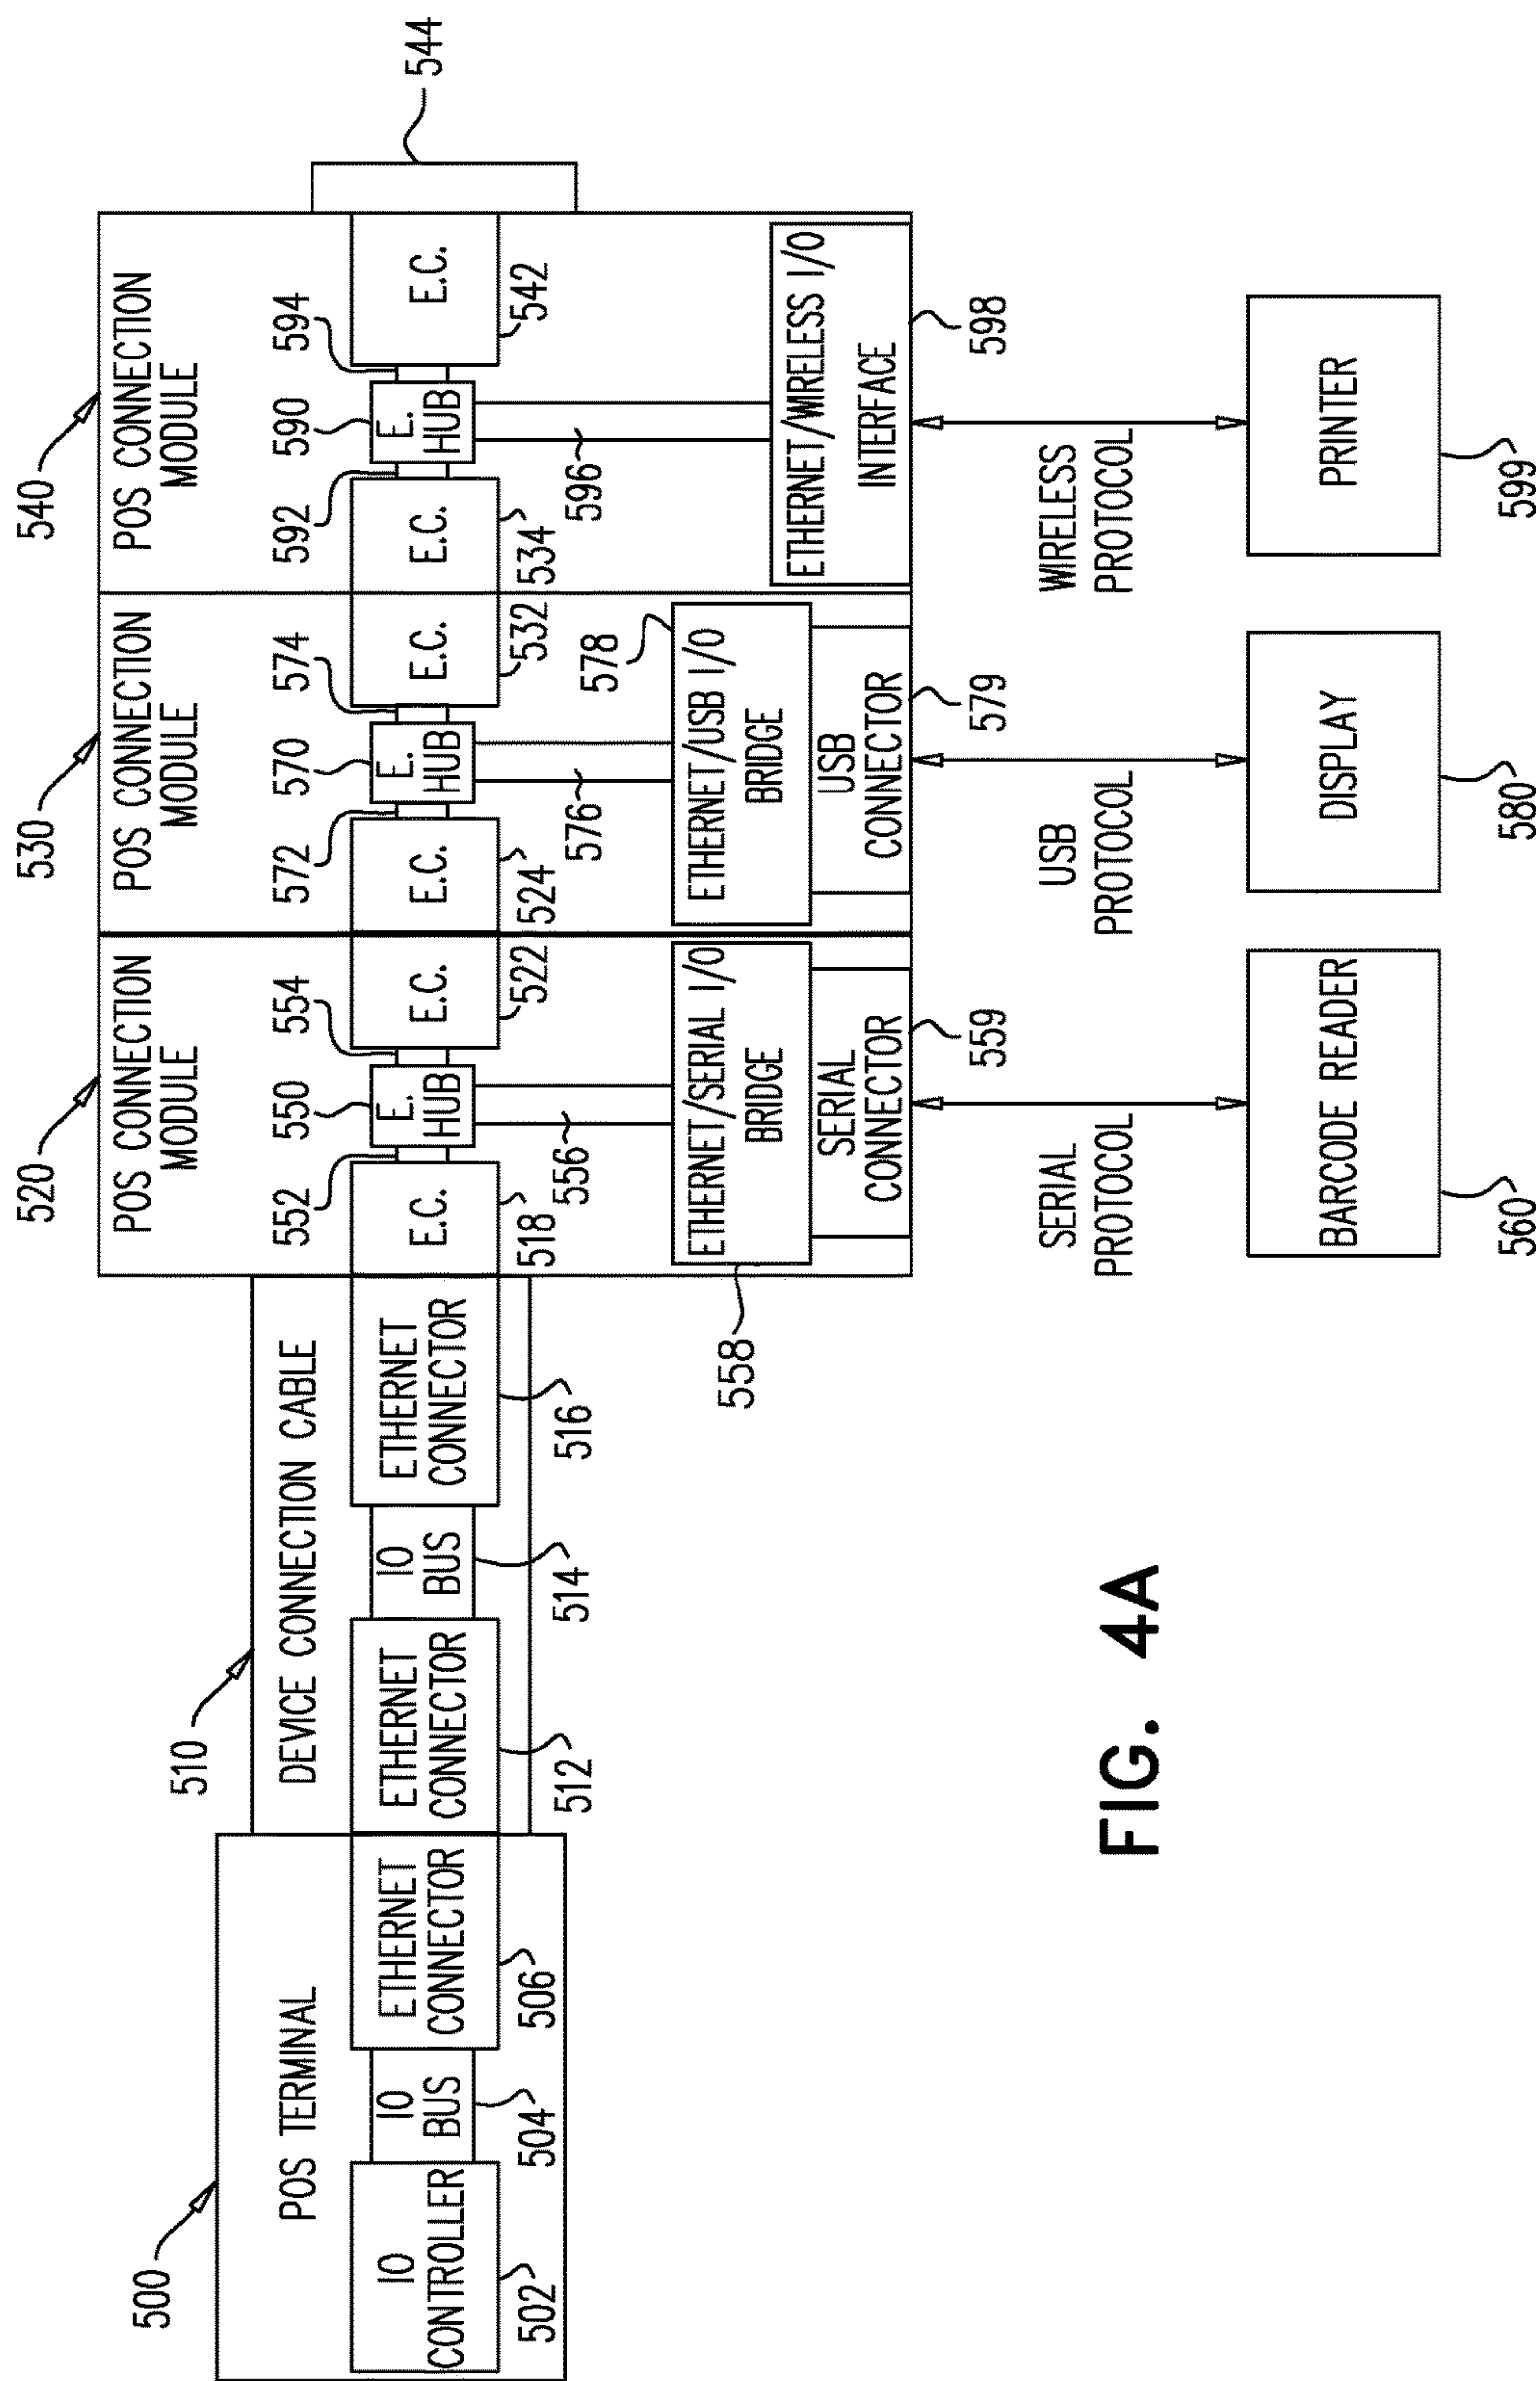 540
POS CONNECTION
MODULE
530
POS CONNECTION
MODULE
520
POS CONNECTION
MODULE
510
DEVICE CONNECTION CABLE
500
POS TERMINAL
IO
CONTROLLER
502
IO
BUS
504
ETHERNET
CONNECTOR
506
ETHERNET
CONNECTOR
512
IO
BUS
514
ETHERNET
CONNECTOR
516
E.C.
518
552
550
E.
HUB
554
556
E.C.
522
558
ETHERNET/SERIAL I/O
BRIDGE
SERIAL
CONNECTOR
559
SERIAL
PROTOCOL
BARCODE READER
560
E.C.
524
572
570
E.
HUB
574
576
E.C.
532
578
ETHERNET/USB I/O
BRIDGE
USB
CONNECTOR
579
USB
PROTOCOL
DISPLAY
580
E.C.
534
592
590
E.
HUB
594
596
E.C.
542
544
ETHERNET/WIRELESS I/O
INTERFACE
598
WIRELESS
PROTOCOL
PRINTER
599
FIG. 4A